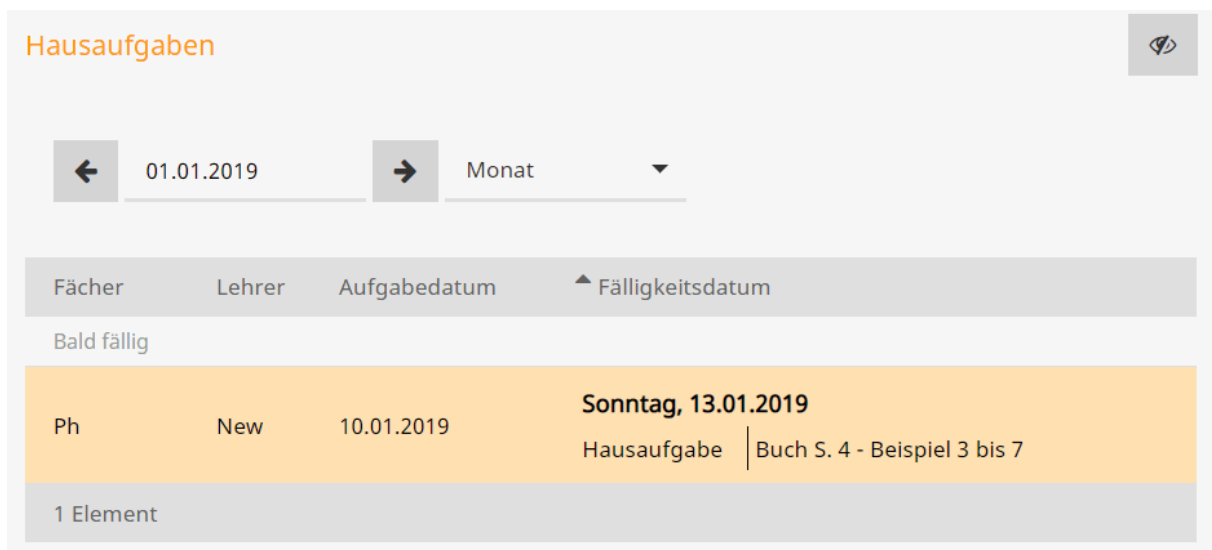 Hausaufgaben
01.01.2019 Monat
Fächer Lehrer Aufgabedatum Fälligkeitsdatum
Bald fällig
Sonntag, 13.01.2019
Ph New 10.01.2019
Hausaufgabe Buch S. 4 - Beispiel 3 bis 7
1 Element